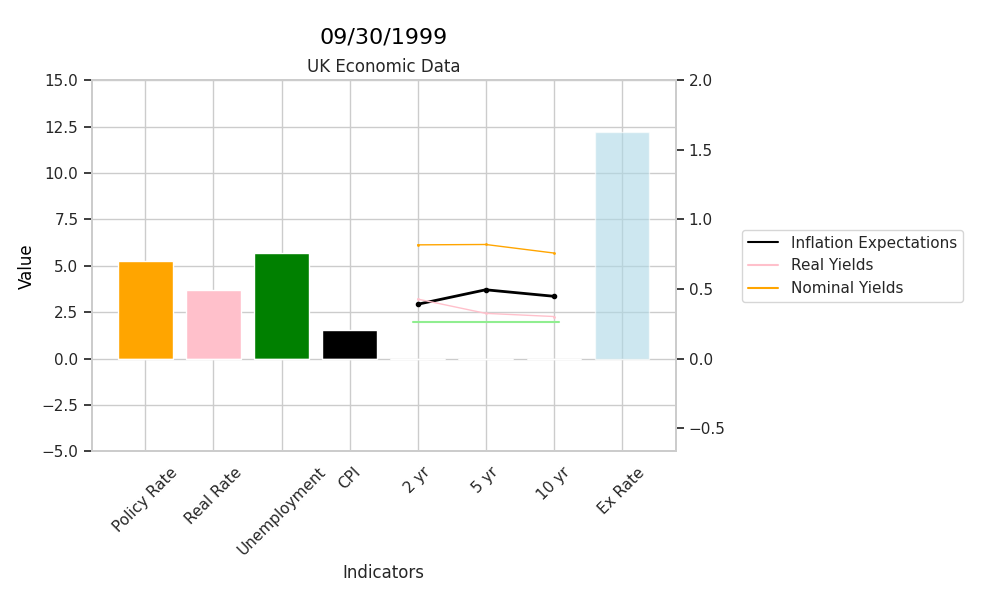 09/30/1999
UK Economic Data
15.0
12.5
10.0
7.5
5.0
2.5
0.0
−2.5
−5.0
Value
2.0
1.5
1.0
0.5
0.0
−0.5
Inflation Expectations
Real Yields
Nominal Yields
Policy Rate
Real Rate
Unemployment
CPI
2 yr
5 yr
10 yr
Ex Rate
Indicators